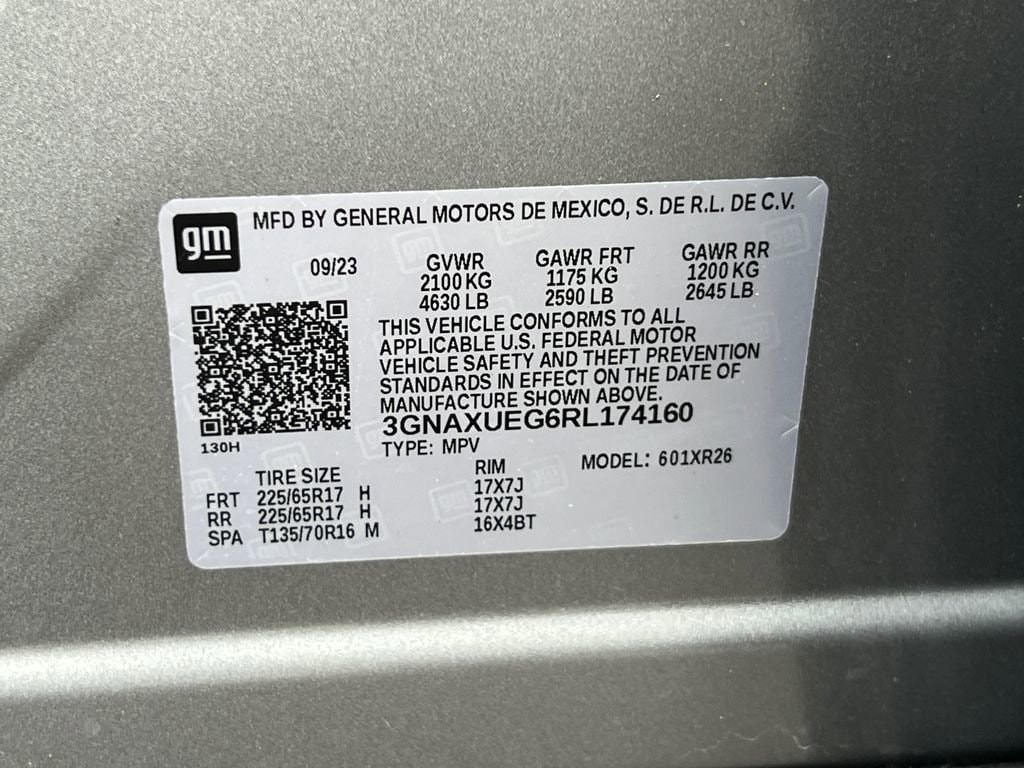 gm
MFD BY GENERAL MOTORS DE MEXICO, S. DE R.L. DE C.V.
09/23 GVWR GAWR FRT GAWR RR
2100 KG 1175 KG 1200 KG
4630 LB 2590 LB 2645 LB
THIS VEHICLE CONFORMS TO ALL
APPLICABLE U.S. FEDERAL MOTOR
VEHICLE SAFETY AND THEFT PREVENTION
STANDARDS IN EFFECT ON THE DATE OF
MANUFACTURE SHOWN ABOVE.
3GNAXUEG6RL174160
130H
TYPE: MPV MODEL: 601XR26
TIRE SIZE RIM
FRT 225/65R17 H 17X7J
RR 225/65R17 H 17X7J
SPA T135/70R16 M 16X4BT